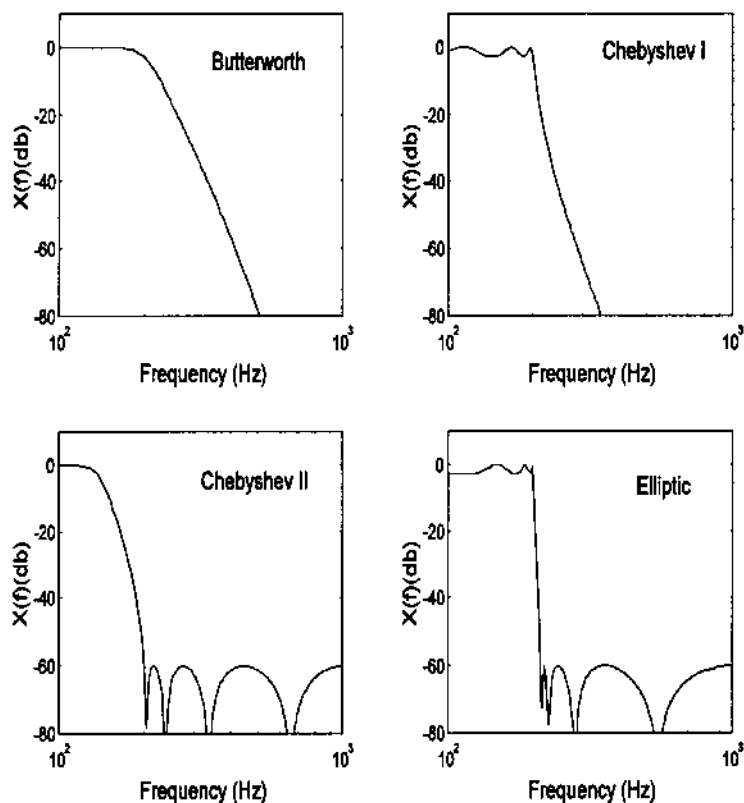 0
-20
-40
-60
-80
X(f)(db)
Butterworth
10²
10³
Frequency (Hz)
0
-20
-40
-60
-80
X(f)(db)
Chebyshev I
10²
10³
Frequency (Hz)
0
-20
-40
-60
-80
X(f)(db)
Chebyshev II
10²
10³
Frequency (Hz)
0
-20
-40
-60
-80
X(f)(db)
Elliptic
10²
10³
Frequency (Hz)